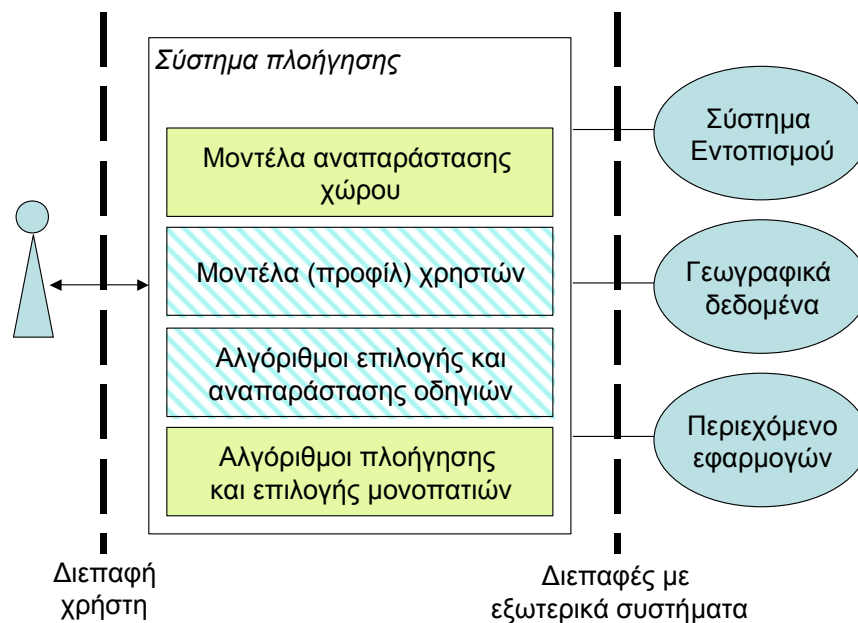 Σύστημα πλοήγησης
Μοντέλα αναπαράστασης
χώρου
Μοντέλα (προφίλ) χρηστών
Αλγόριθμοι επιλογής και
αναπαράστασης οδηγιών
Αλγόριθμοι πλοήγησης
και επιλογής μονοπατιών
Σύστημα
Εντοπισμού
Γεωγραφικά
δεδομένα
Περιεχόμενο
εφαρμογών
Διεπαφή
χρήστη
Διεπαφές με
εξωτερικά συστήματα